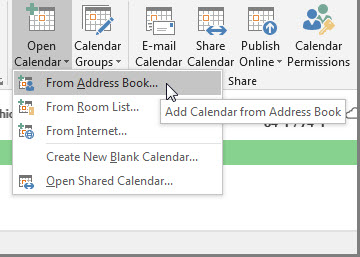 Open Calendar
Calendar Groups
E-mail Calendar
Share Calendar
Publish Online
Calendar Permissions
Share
From Address Book...
Add Calendar from Address Book
From Room List...
From Internet...
Create New Blank Calendar...
Open Shared Calendar...